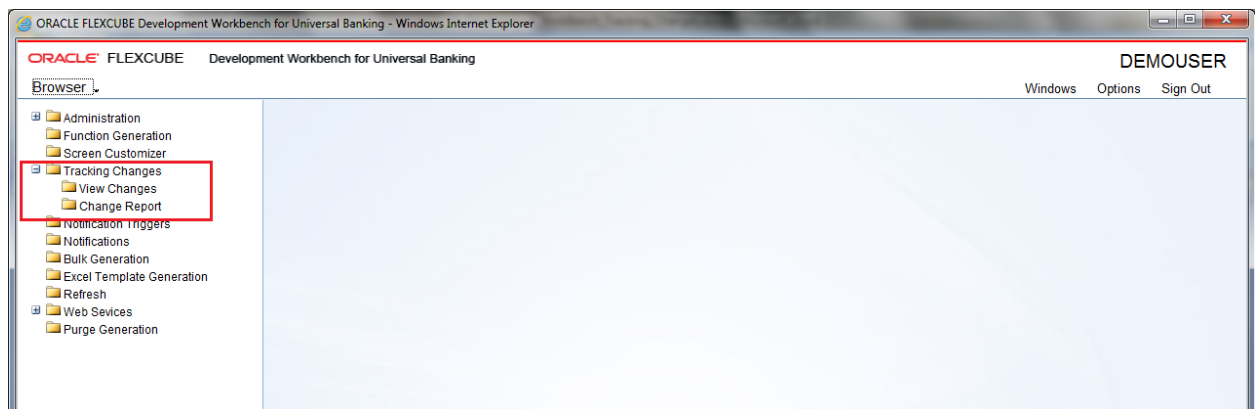 ORACLE FLEXCUBE Development Workbench for Universal Banking - Windows Internet Explorer
ORACLE FLEXCUBE Development Workbench for Universal Banking
DEMOUSER
Browser
Windows Options Sign Out
Administration
Function Generation
Screen Customizer
Tracking Changes
View Changes
Change Report
Notification Triggers
Notifications
Bulk Generation
Excel Template Generation
Refresh
Web Sevices
Purge Generation